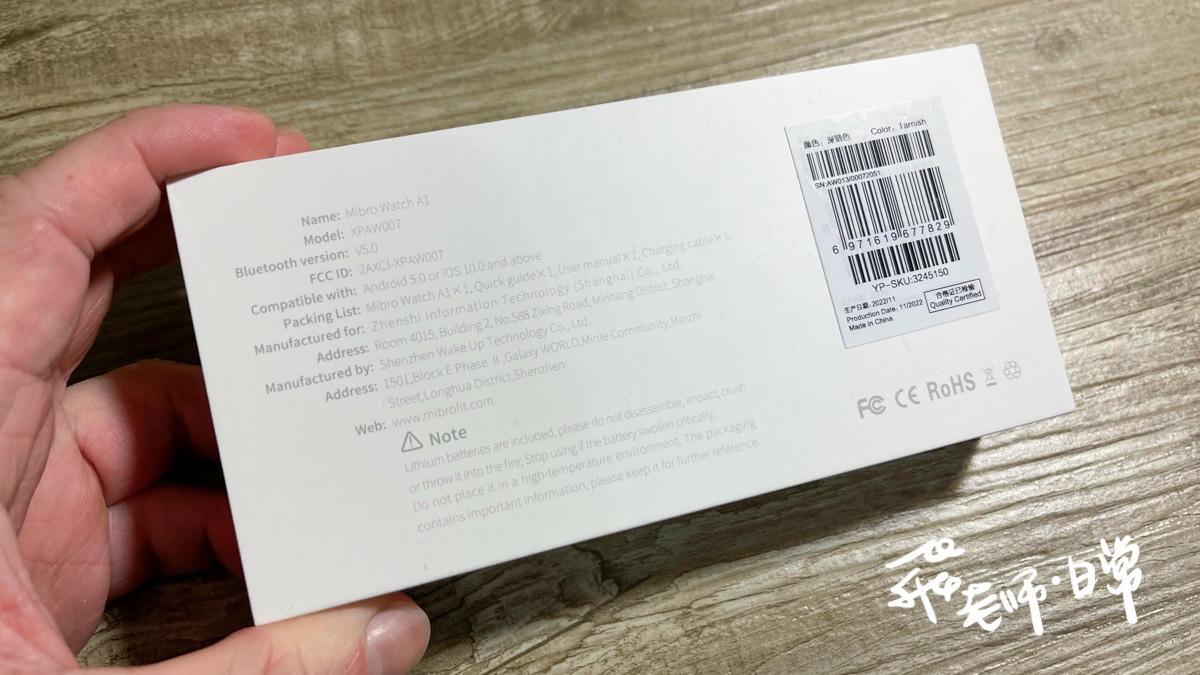 Name: Mibro Watch A1
Model: XPAW007
Bluetooth version: V5.0
FCC ID: 2AXCI-XPAW007
Compatible with: Android 5.0 or iOS 10.0 and above
Packing List: Mibro Watch A1×1, Quick guide×1, User manual×1, Charging cable×1
Manufactured for: Zhenshi Information Technology (Shanghai) Co., Ltd.
Address: Room 4015, Building 2, No.588 Zixing Road, Minhang District, Shanghai
Manufactured by: Shenzhen Wake Up Technology Co., Ltd.
Address: 1501,Block E Phase Ⅱ,Galaxy WORLD,Minle Community,Minzhi
Street,Longhua District,Shenzhen
Web: www.mibrofit.com
Note
Lithium batteries are included, please do not disassemble, impact, crush
or throw it into the fire; Stop using if the battery swollen critically;
Do not place it in a high-temperature environment. The packaging
contains important information, please keep it for further reference.
颜色：深锖色 Color: Tarnish
SN:AW013/00072051
6 971619 677829
YP-SKU:3245150
生产日期: 2022/11
Production Date: 11/2022
Made in China
合格证已检验
Quality Certified
FC CE RoHS
老师·日常